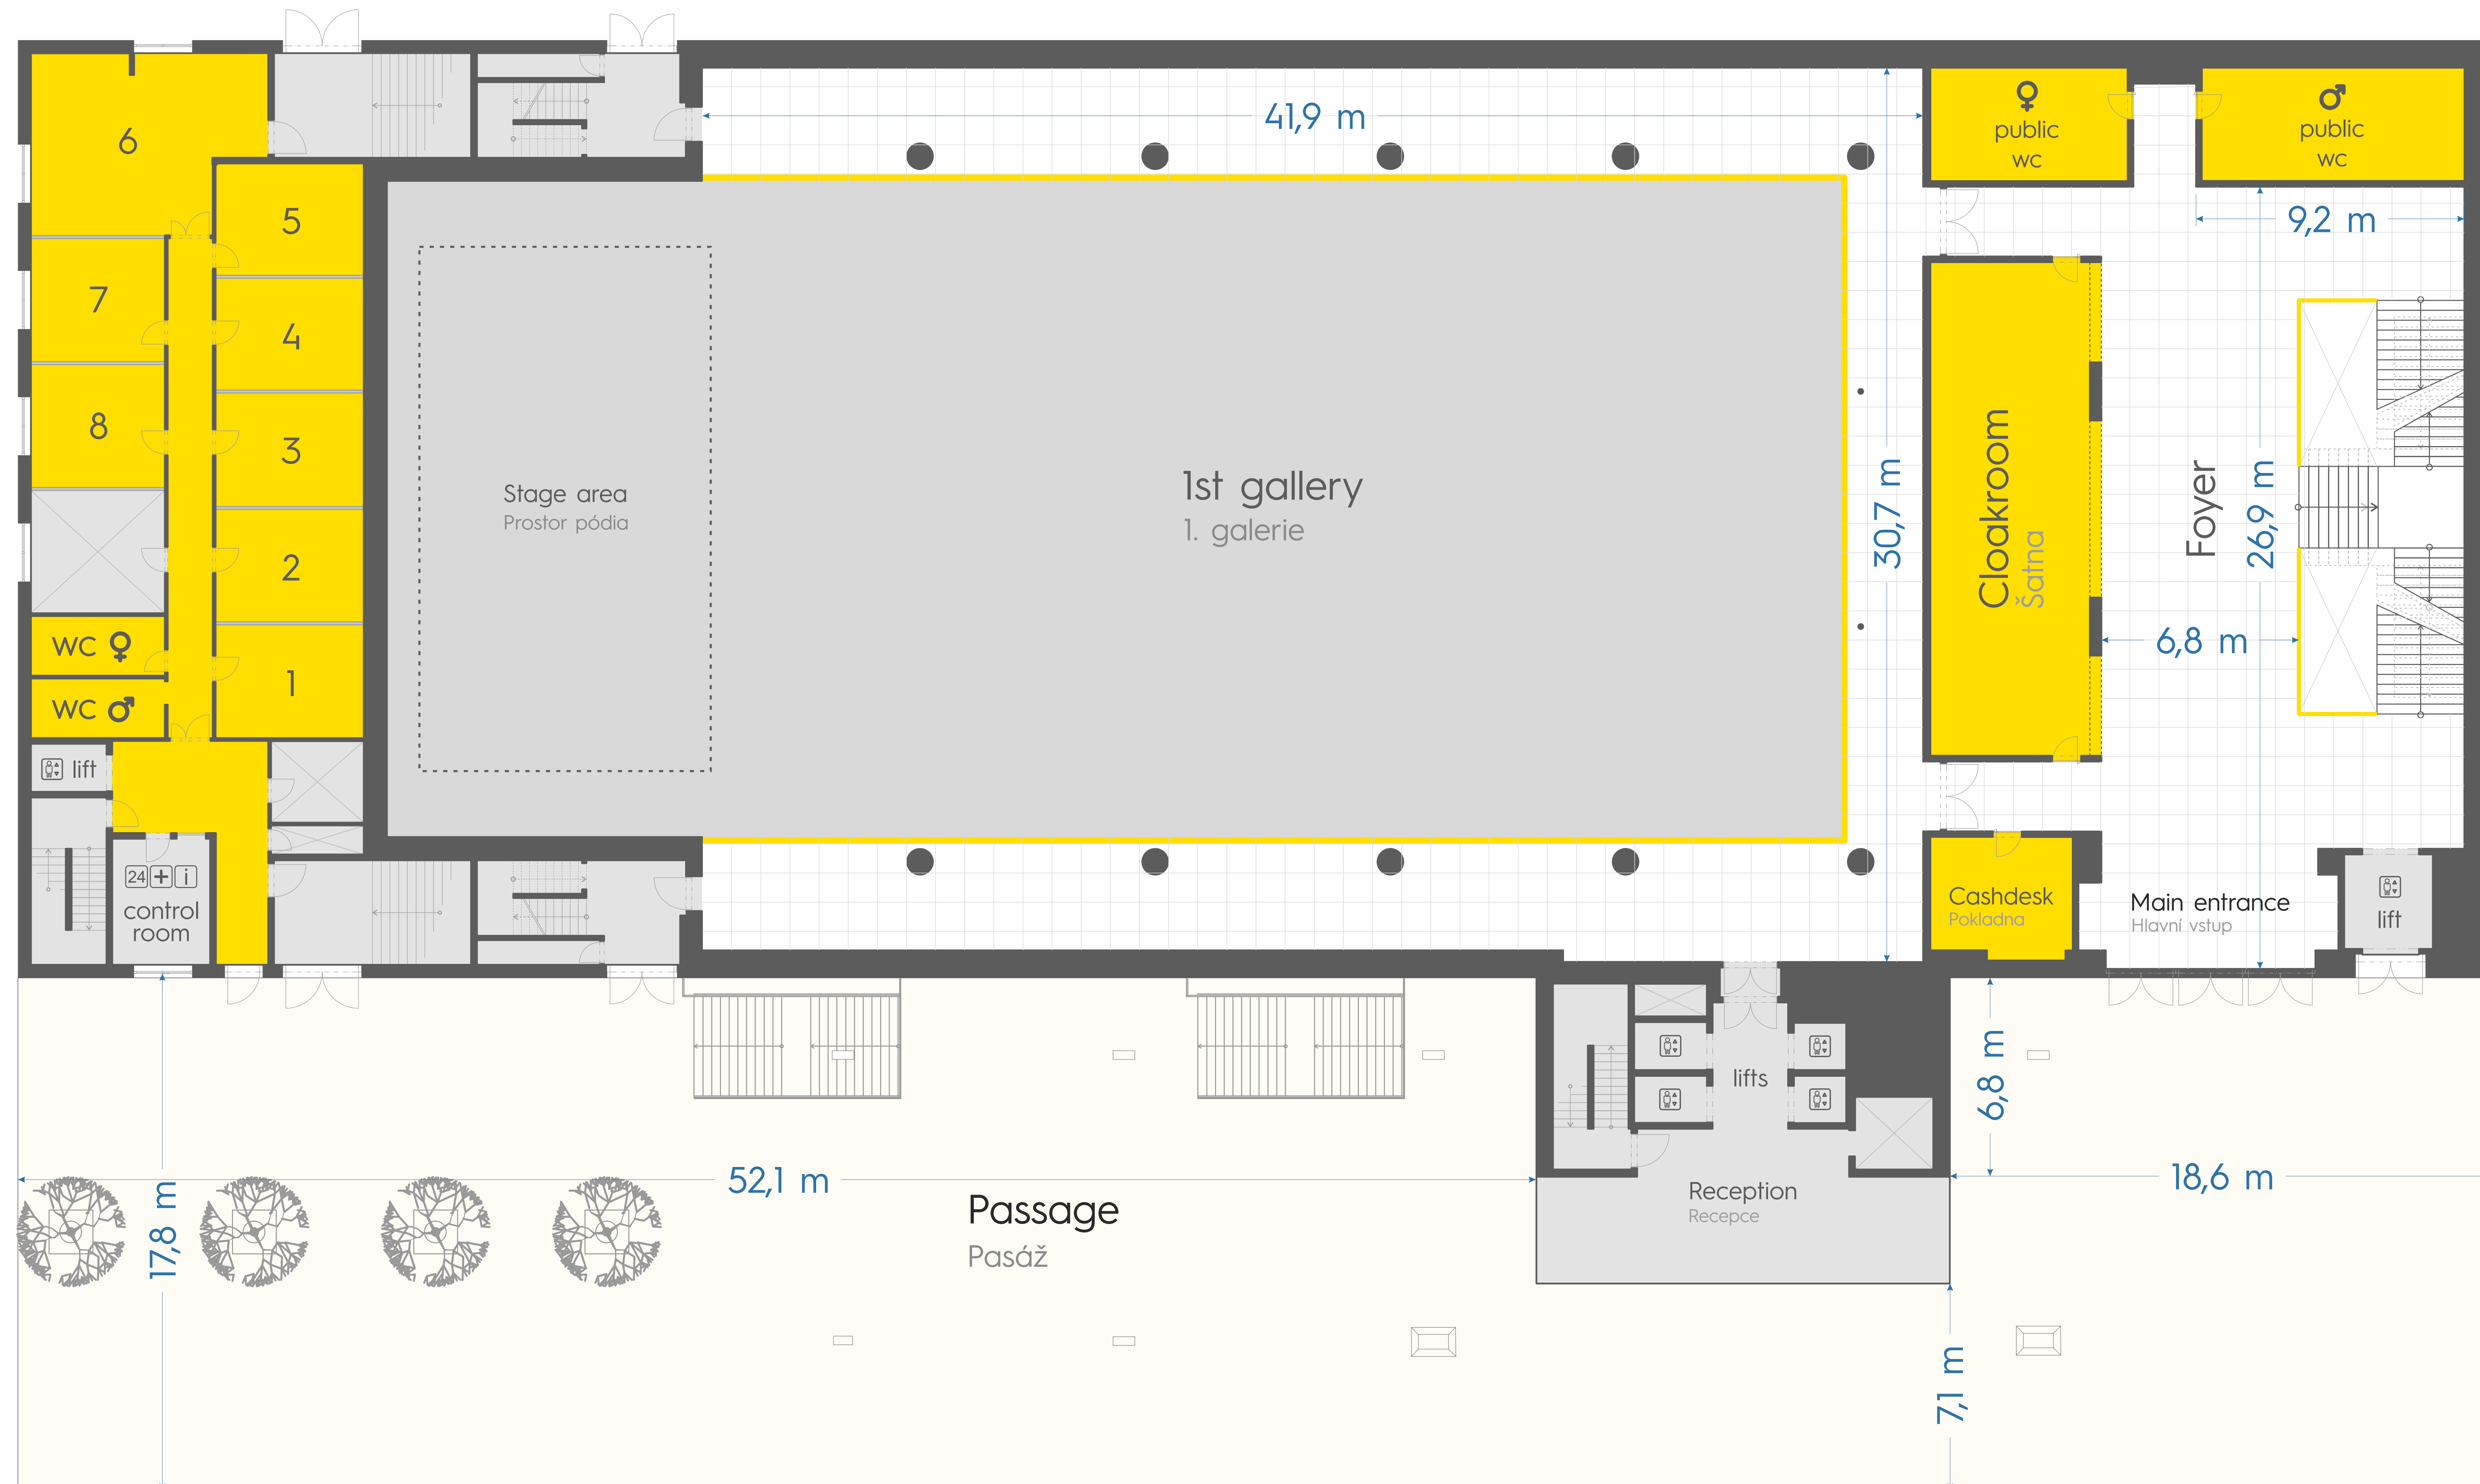 41,9 m
public
wc
public
wc
6
9,2 m
5
7
4
8
3
Stage area
Prostor pódia
1st gallery
1. galerie
30,7 m
Cloakroom
Šatna
Foyer
26,9 m
2
6,8 m
wc
1
wc
lift
24 + i
control
room
Cashdesk
Pokladna
Main entrance
Hlavní vstup
lift
lifts
6,8 m
52,1 m
18,6 m
17,8 m
Passage
Pasáž
Reception
Recepce
7,1 m